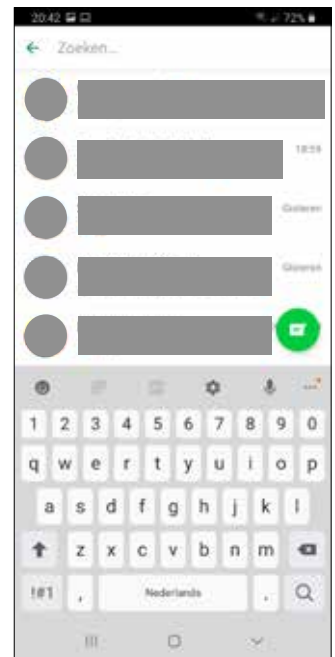 20:42 72%
Zoeken...
18:59
Gisteren
Gisteren
1 2 3 4 5 6 7 8 9 0
q w e r t y u i o p
a s d f g h j k l
z x c v b n m
!#1 , Nederlands .